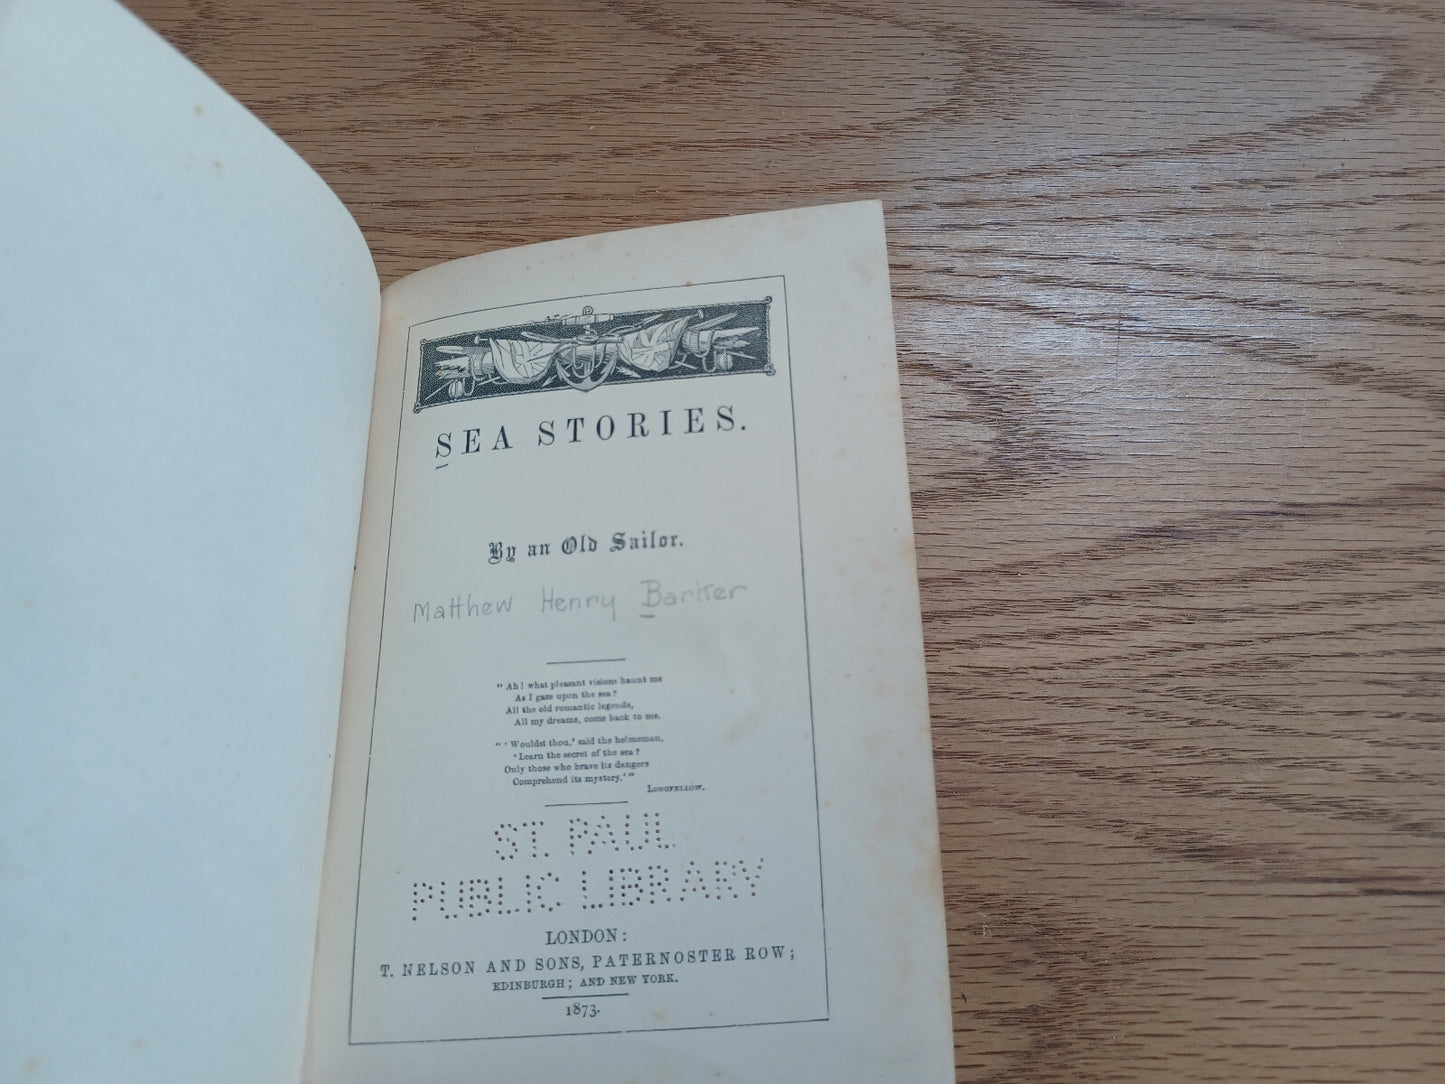 SEA STORIES.
By an Old Sailor.
Matthew Henry Barker
"Ah! what pleasant visions haunt me
As I gaze upon the sea?
All the old romantic legends,
All my dreams, come back to me.
"'Wouldst thou,' said the helmsman,
'Learn the secret of the sea?
Only those who brave its dangers
Comprehend its mystery.'"
LONGFELLOW.
ST. PAUL
PUBLIC LIBRARY
LONDON:
T. NELSON AND SONS, PATERNOSTER ROW;
EDINBURGH; AND NEW YORK.
1873.